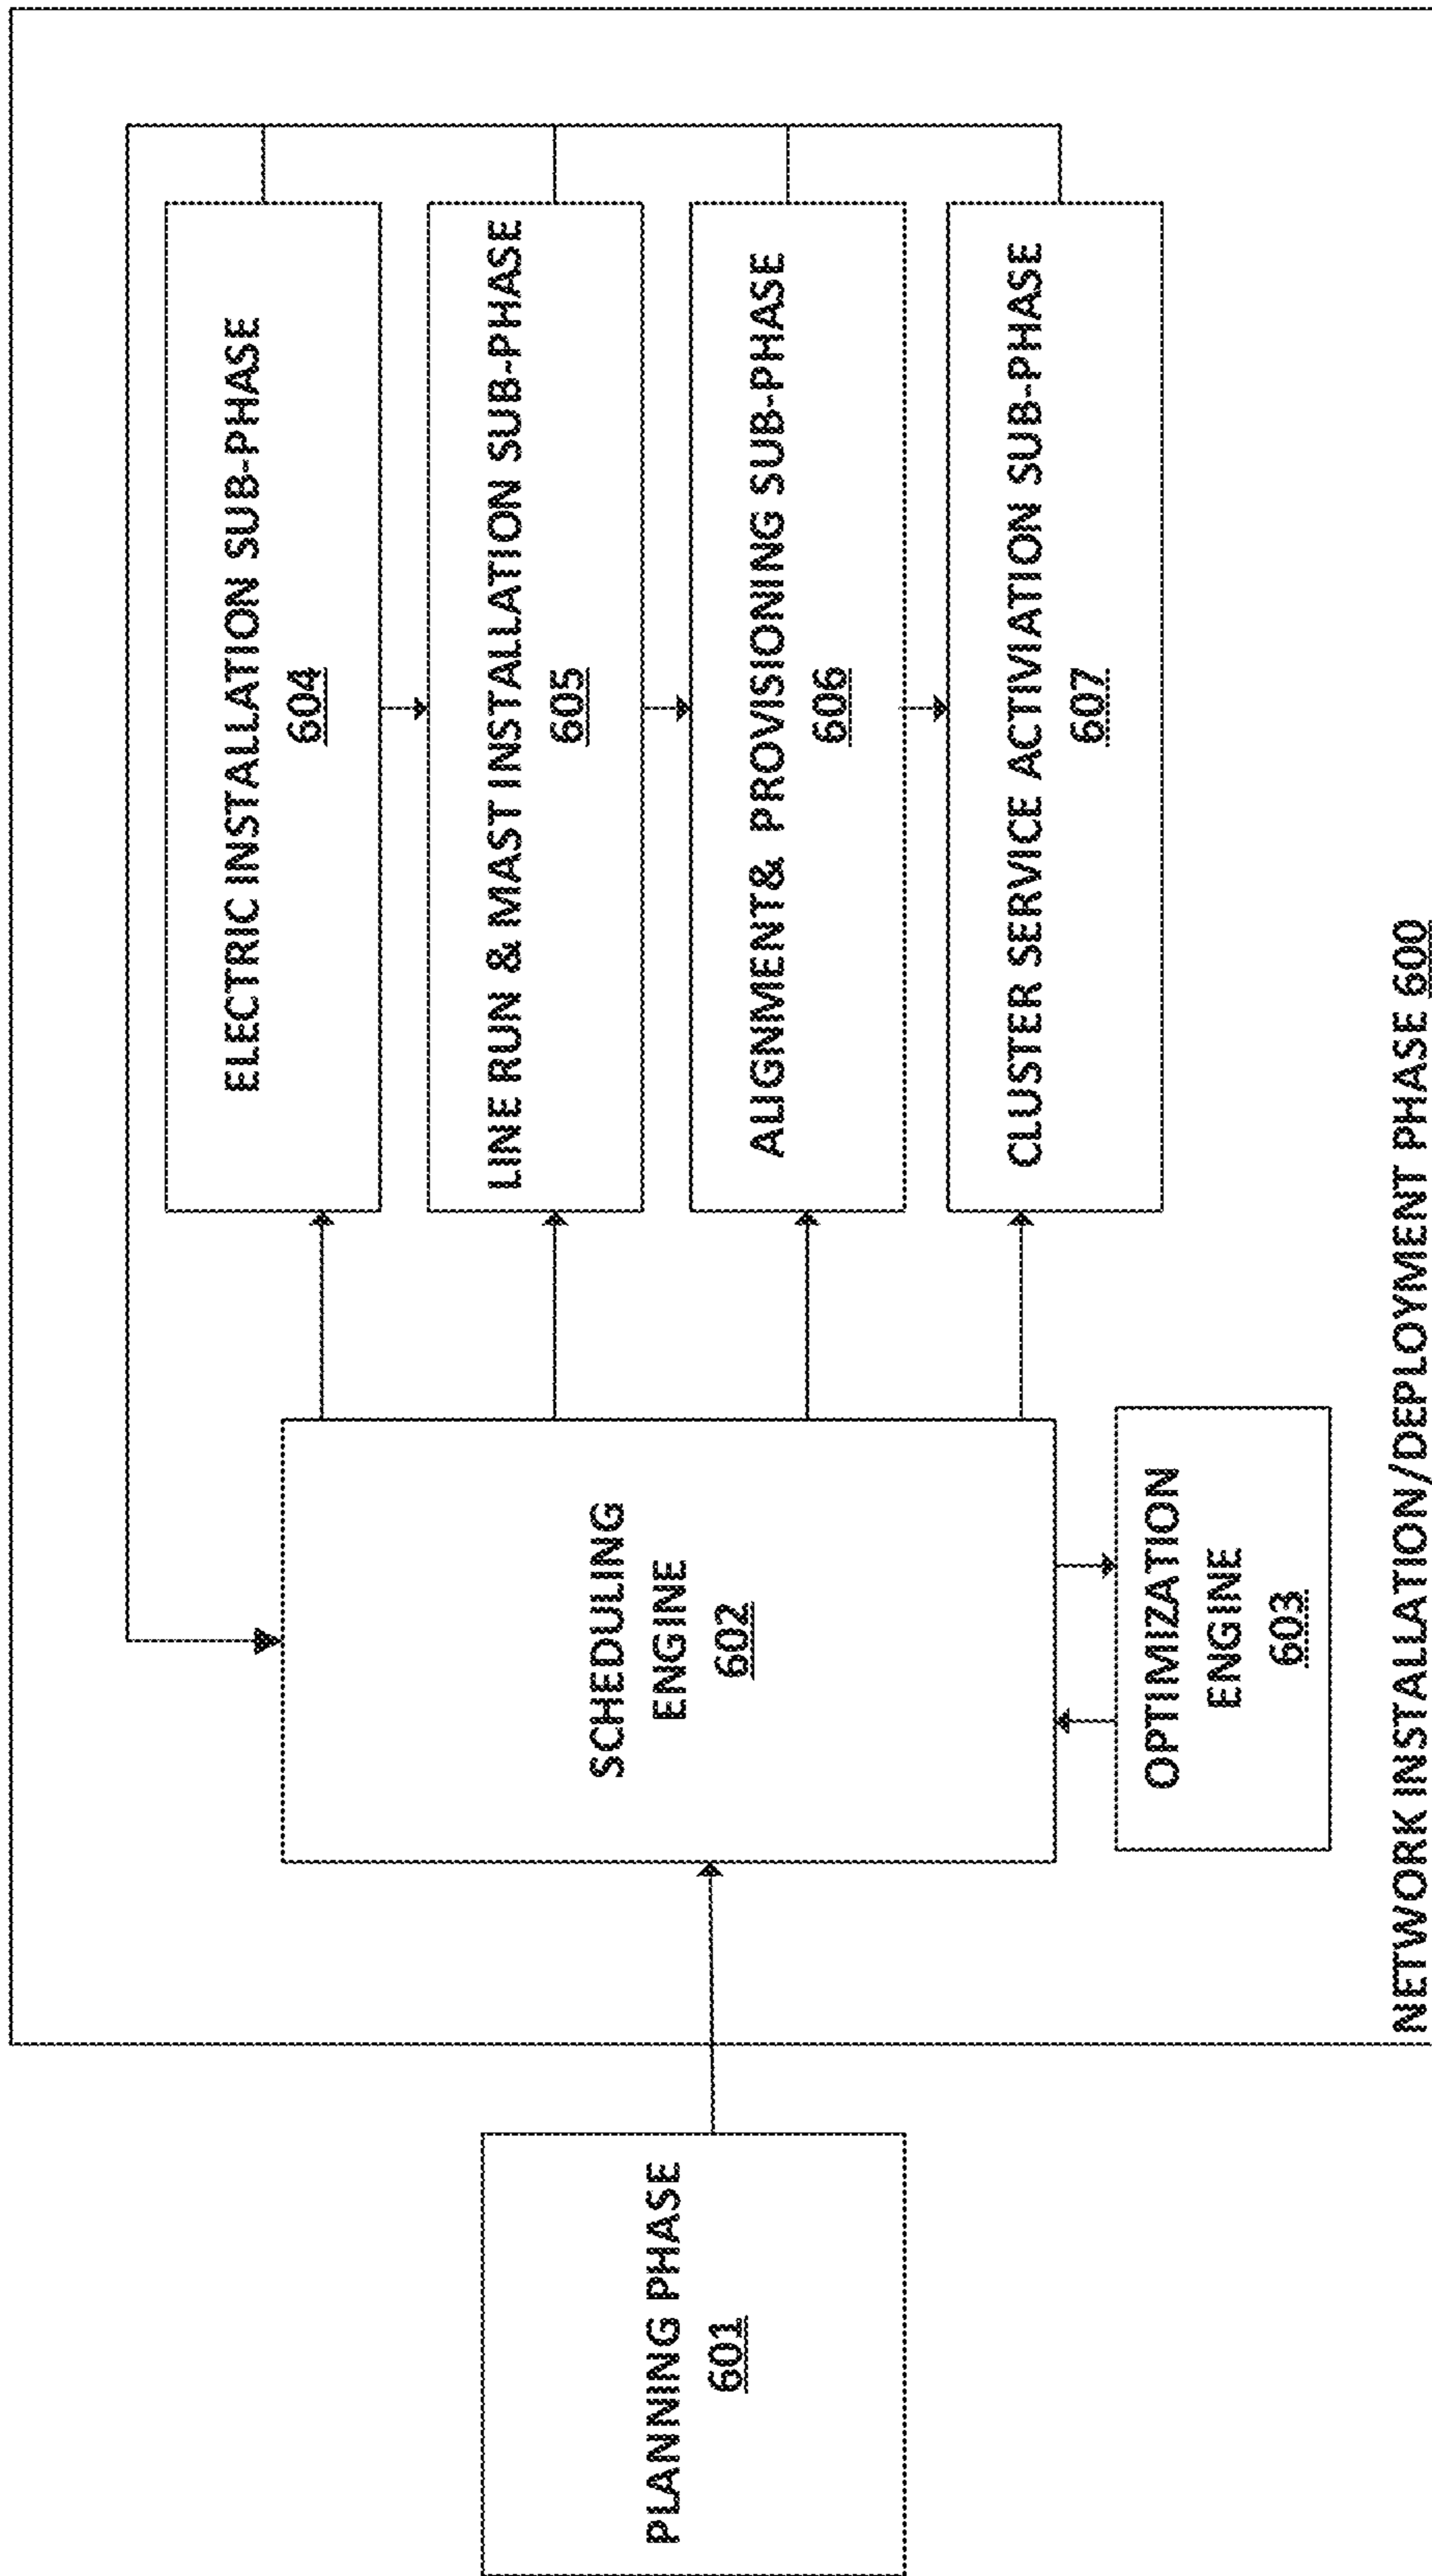 PLANNING PHASE
601
SCHEDULING
ENGINE
602
OPTIMIZATION
ENGINE
603
ELECTRIC INSTALLATION SUB-PHASE
604
LINE RUN & MAST INSTALLATION SUB-PHASE
605
ALIGNMENT& PROVISIONING SUB-PHASE
606
CLUSTER SERVICE ACTIVIATION SUB-PHASE
607
NETWORK INSTALLATION/DEPLOYMENT PHASE 600